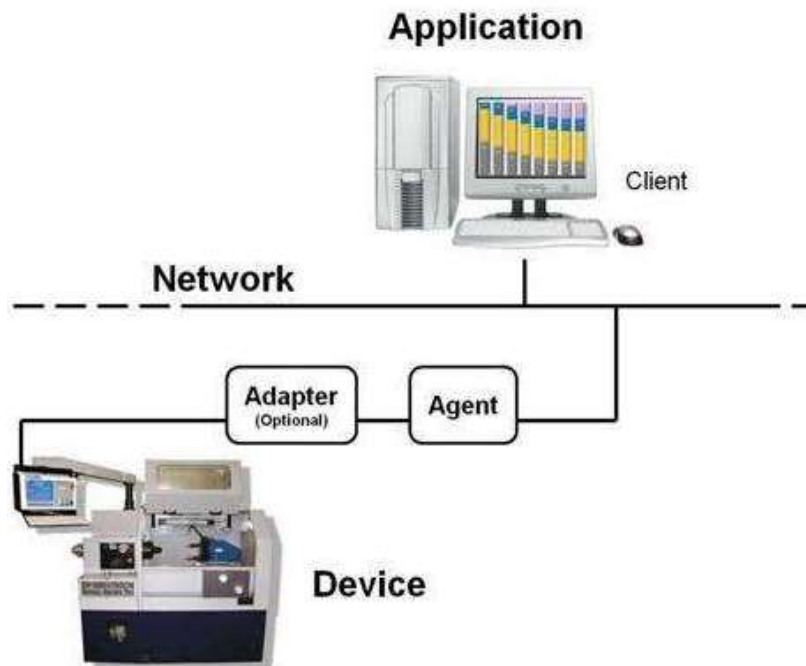 Application
Client
Network
Adapter
(Optional)
Agent
Device